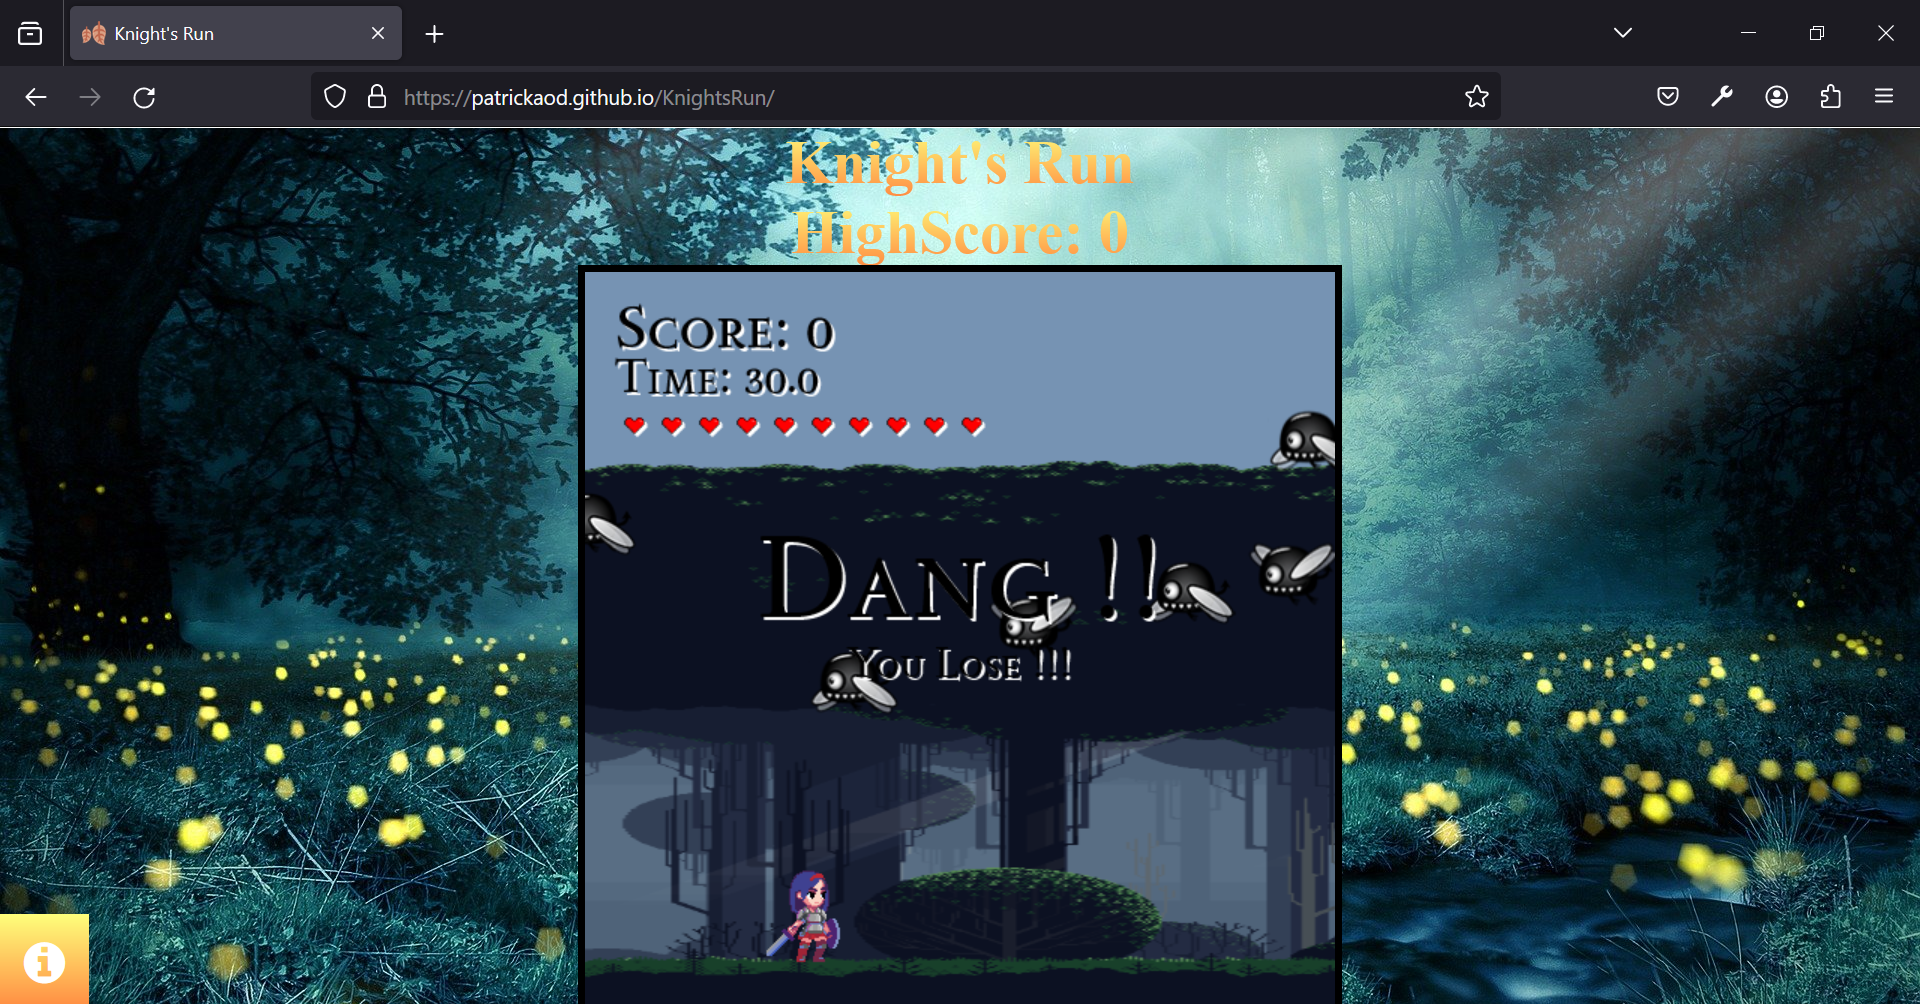 Knight's Run
https://patrickaod.github.io/KnightsRun/
Knight's Run
HighScore: 0
Score: 0
Time: 30.0
Dang !!
You Lose !!!
i